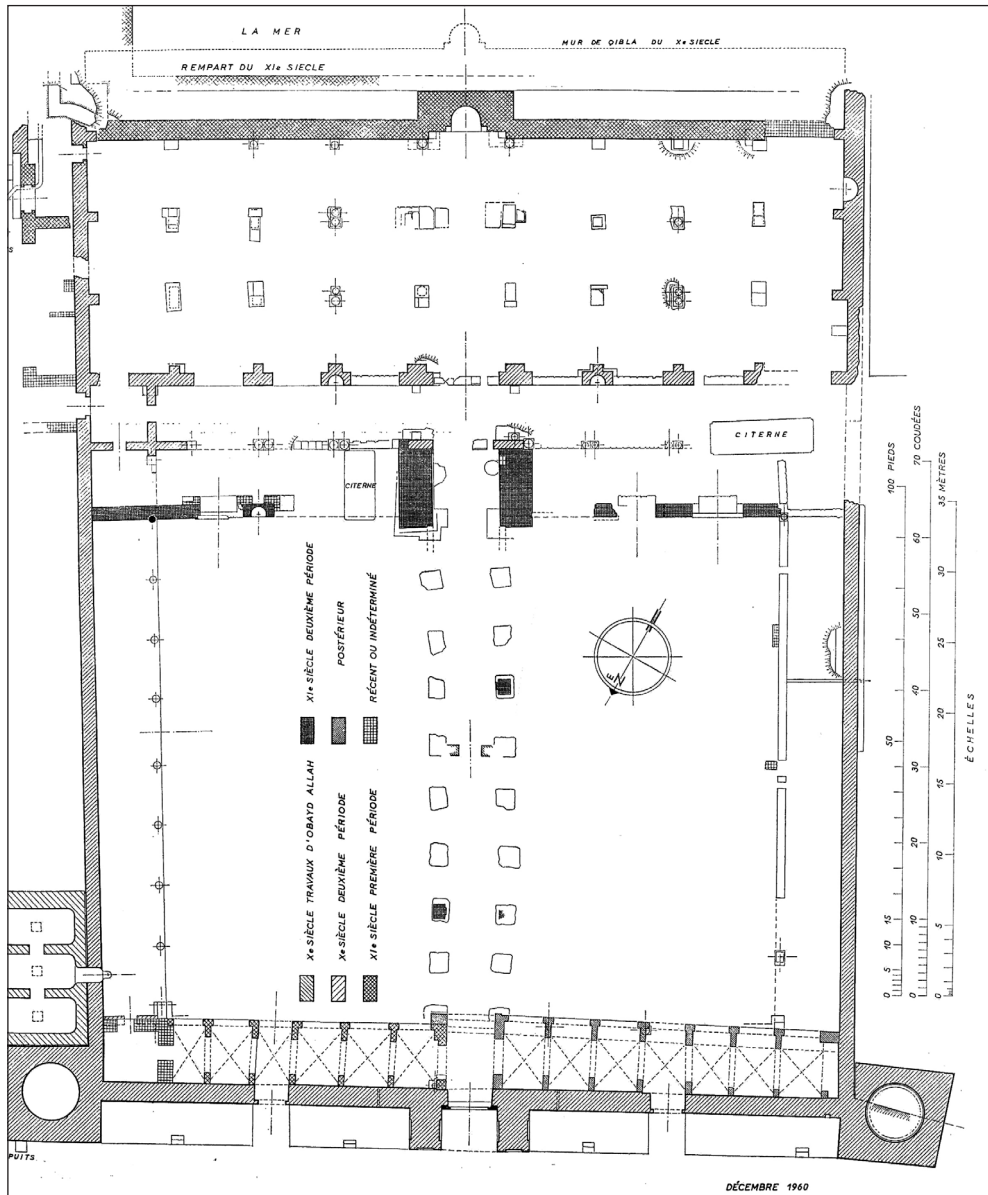 LA MER
MUR DE QIBLA DU Xe SIÈCLE
REMPART DU XIe SIECLE
S
CITERNE
CITERNE
100 PIEDS
70 COUDÉES
35 MÈTRES
60
30
50
25
40
20
50
30
15
20
10
15
10
5
0
10
0
5
0
ÉCHELLES
Xe SIÈCLE TRAVAUX D'OBAYD ALLAH
Xe SIÈCLE DEUXIÈME PÉRIODE
XIe SIÈCLE PREMIÈRE PÉRIODE
XIe SIÈCLE DEUXIÈME PÉRIODE
POSTÉRIEUR
RÉCENT OU INDÉTERMINÉ
N
PUITS
DÉCEMBRE 1960